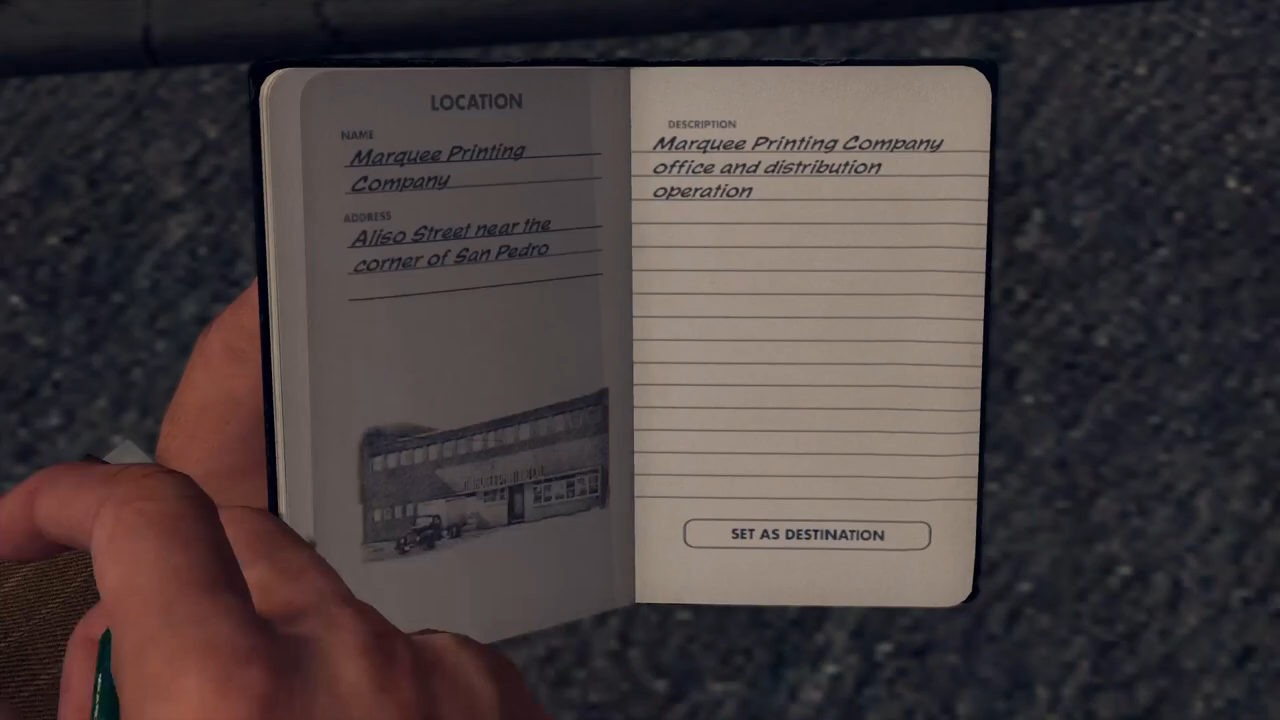 LOCATION
NAME
Marquee Printing
Company
ADDRESS
Aliso Street near the
corner of San Pedro
DESCRIPTION
Marquee Printing Company
office and distribution
operation
SET AS DESTINATION